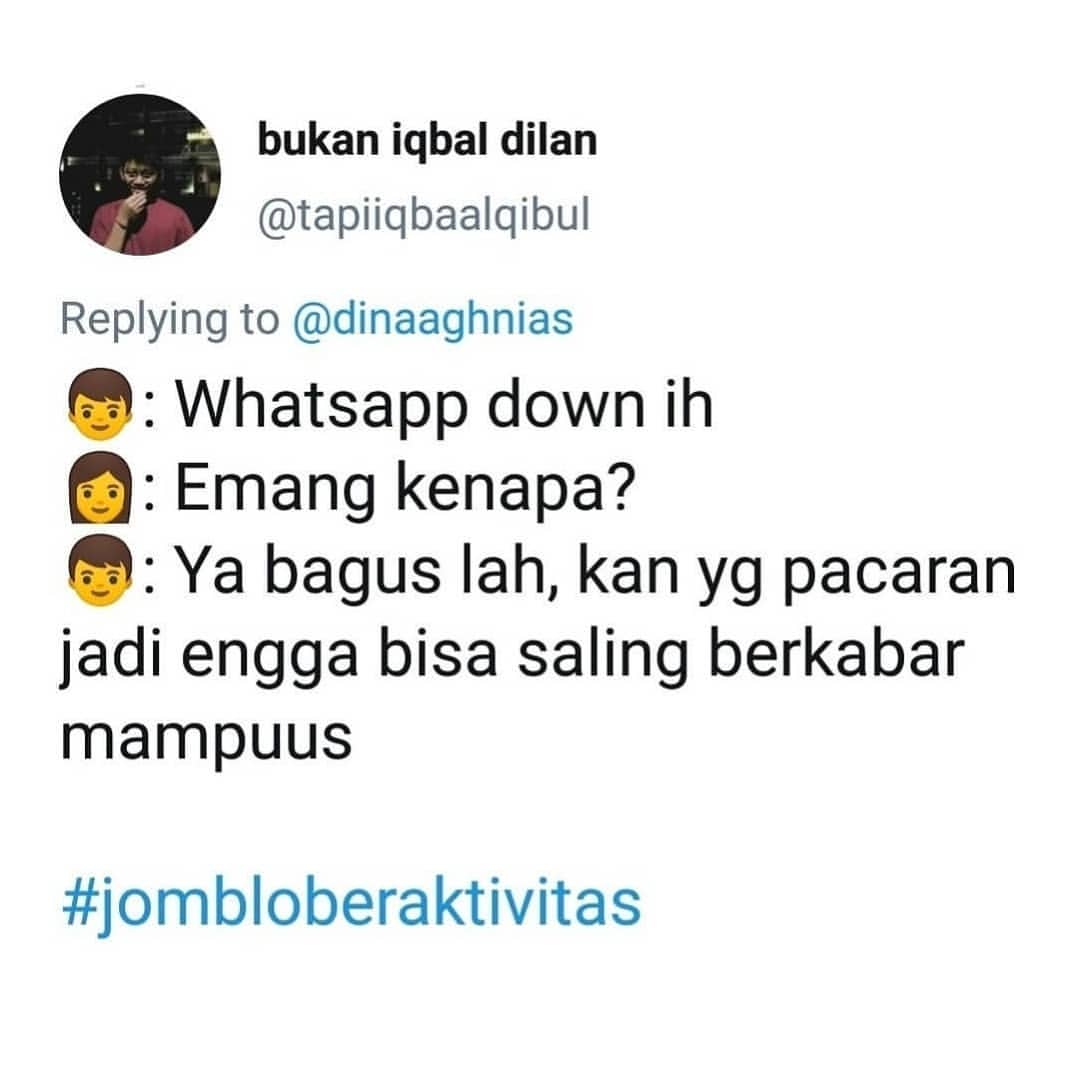 bukan iqbal dilan
@tapiiqbaalqibul
Replying to @dinaaghnias
👦: Whatsapp down ih
👩: Emang kenapa?
👦: Ya bagus lah, kan yg pacaran
jadi engga bisa saling berkabar
mampuus
#jombloberaktivitas